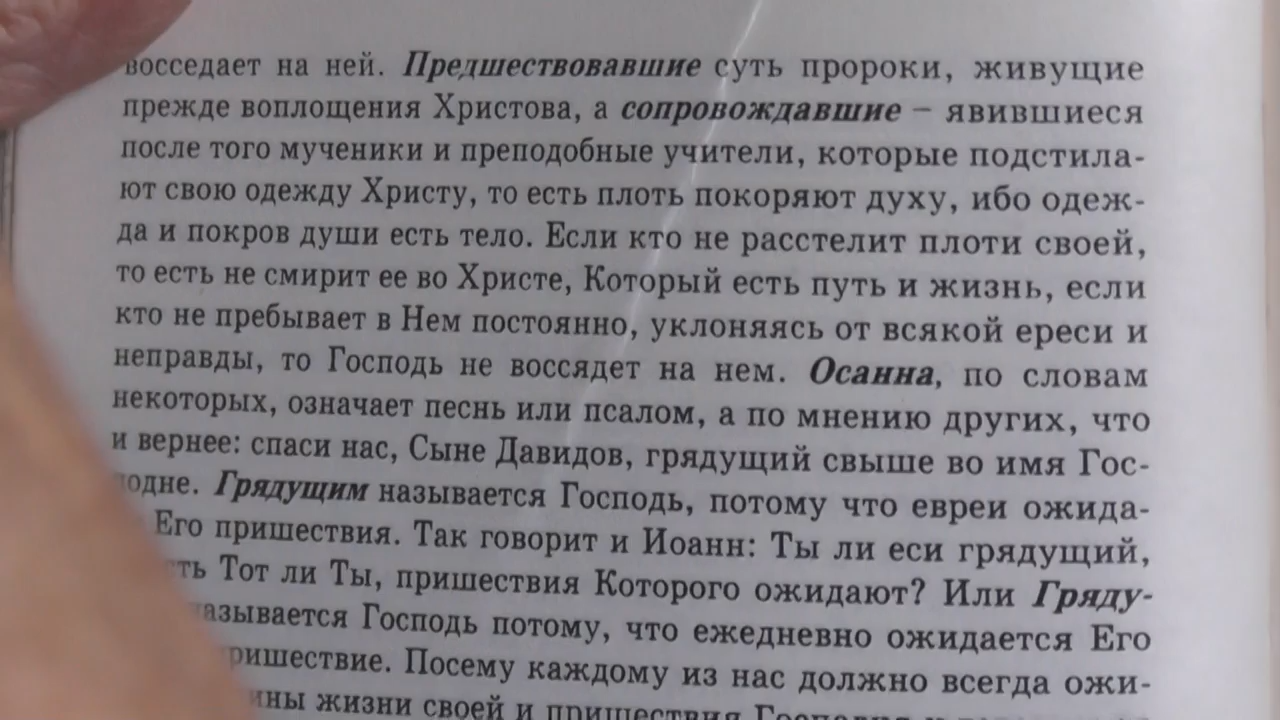 восседает на ней. Предшествовавшие суть пророки, живущие
прежде воплощения Христова, а сопровождавшие – явившиеся
после того мученики и преподобные учители, которые подстила-
ют свою одежду Христу, то есть плоть покоряют духу, ибо одеж-
да и покров души есть тело. Если кто не расстелит плоти своей,
то есть не смирит ее во Христе, Который есть путь и жизнь, если
кто не пребывает в Нем постоянно, уклоняясь от всякой ереси и
неправды, то Господь не воссядет на нем. Осанна, по словам
некоторых, означает песнь или псалом, а по мнению других, что
и вернее: спаси нас, Сыне Давидов, грядущий свыше во имя Гос-
подне. Грядущим называется Господь, потому что евреи ожида-
Его пришествия. Так говорит и Иоанн: Ты ли еси грядущий,
Тот ли Ты, пришествия Которого ожидают? Или Гряду-
называется Господь потому, что ежедневно ожидается Его
пришествие. Посему каждому из нас должно всегда ожи-
жизни своей и пришествия